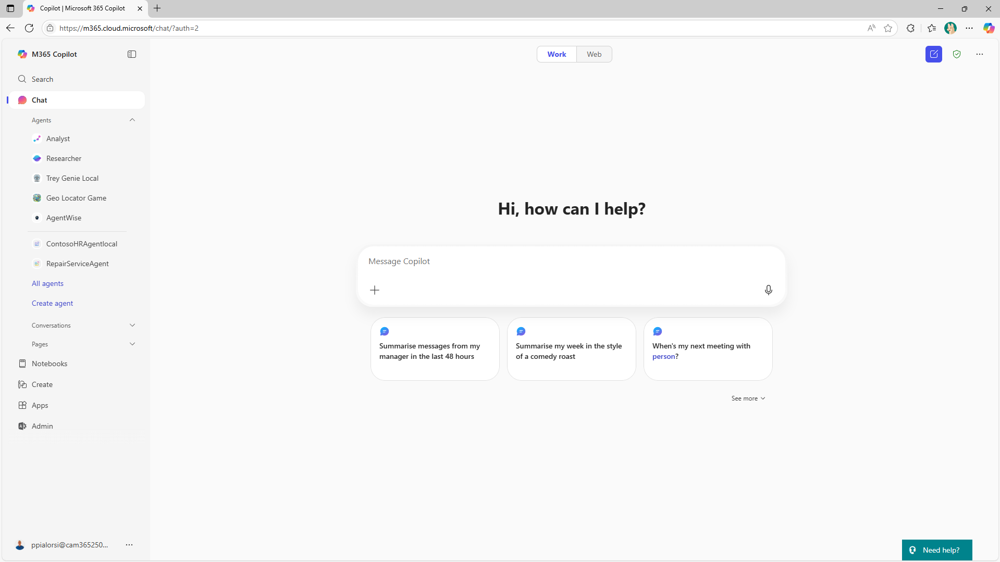 Copilot | Microsoft 365 Copilot
https://m365.cloud.microsoft/chat/?auth=2
M365 Copilot
Work
Web
Search
Chat
Agents
Analyst
Researcher
Trey Genie Local
Geo Locator Game
AgentWise
ContosoHRAgentlocal
RepairServiceAgent
All agents
Create agent
Conversations
Pages
Notebooks
Create
Apps
Admin
ppialorsi@cam365250...
Hi, how can I help?
Message Copilot
Summarise messages from my
manager in the last 48 hours
Summarise my week in the style
of a comedy roast
When's my next meeting with
person?
See more
Need help?